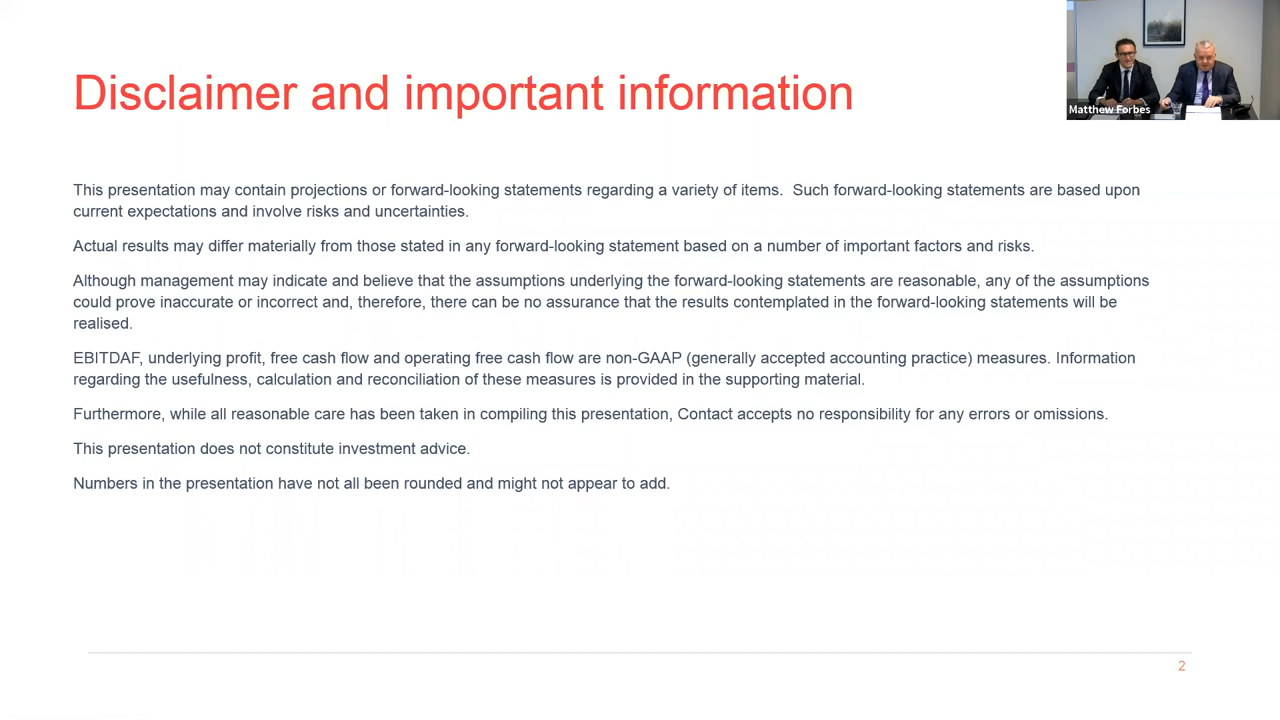 Disclaimer and important information
Matthew Forbes
This presentation may contain projections or forward-looking statements regarding a variety of items.  Such forward-looking statements are based upon
current expectations and involve risks and uncertainties.
Actual results may differ materially from those stated in any forward-looking statement based on a number of important factors and risks.
Although management may indicate and believe that the assumptions underlying the forward-looking statements are reasonable, any of the assumptions
could prove inaccurate or incorrect and, therefore, there can be no assurance that the results contemplated in the forward-looking statements will be
realised.
EBITDAF, underlying profit, free cash flow and operating free cash flow are non-GAAP (generally accepted accounting practice) measures. Information
regarding the usefulness, calculation and reconciliation of these measures is provided in the supporting material.
Furthermore, while all reasonable care has been taken in compiling this presentation, Contact accepts no responsibility for any errors or omissions.
This presentation does not constitute investment advice.
Numbers in the presentation have not all been rounded and might not appear to add.
2